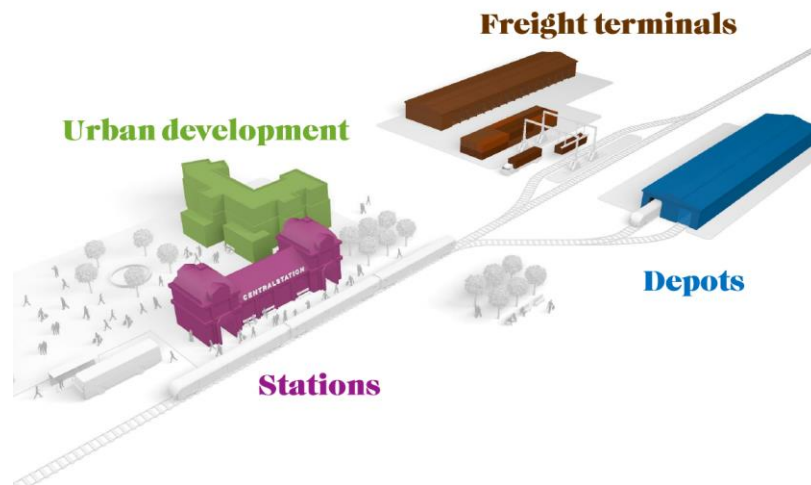 Freight terminals
Urban development
CENTRALSTATION
Depots
Stations